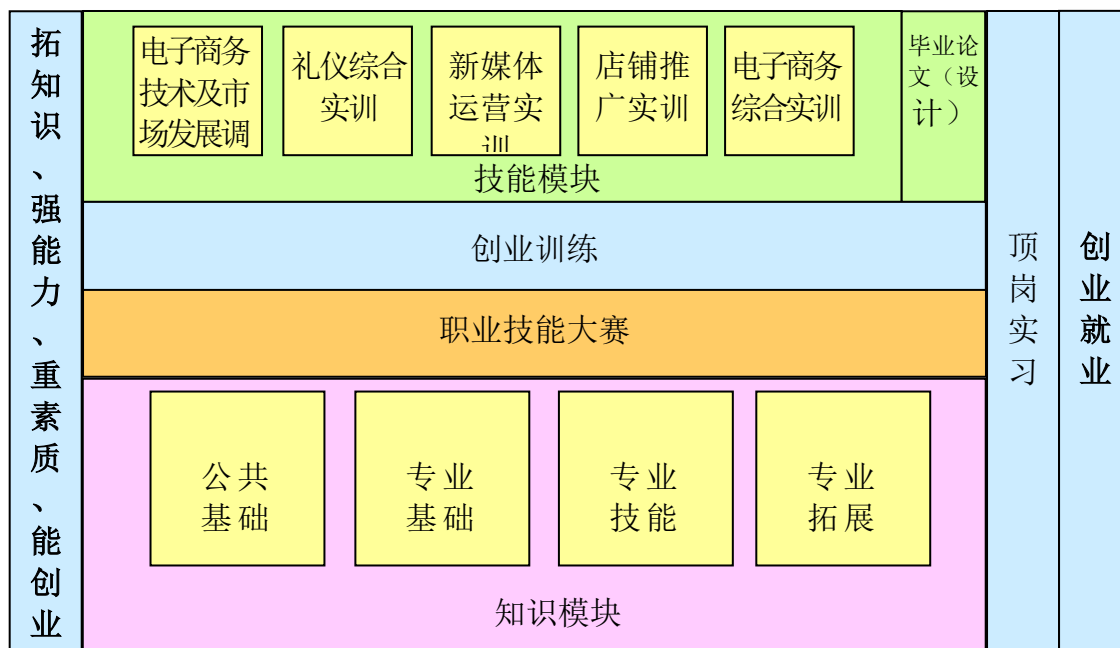 拓知识、强能力、重素质、能创业
电子商务
技术及市
场发展调
礼仪综合
实训
新媒体
运营实
训
店铺推
广实训
电子商务
综合实训
毕业论
文（设
计）
技能模块
创业训练
职业技能大赛
公共
基础
专业
基础
专业
技能
专业
拓展
知识模块
顶岗实习
创业就业